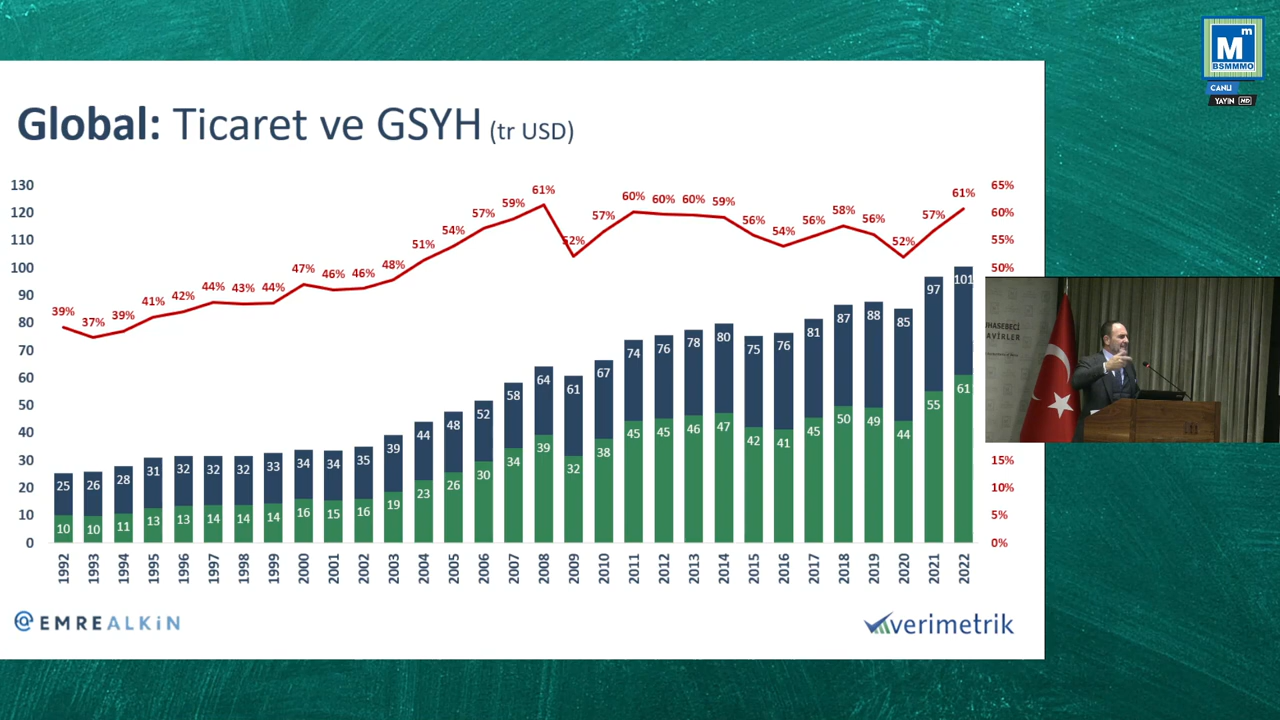 M m
BSMMMO
CANLI
YAYIN HD
Global: Ticaret ve GSYH (tr USD)
130
120
110
100
90
80
70
60
50
40
30
20
10
0
39% 37% 39% 41% 42% 44% 43% 44% 47% 46% 46% 48% 51% 54% 57% 59% 61% 52% 57% 60% 60% 60% 59% 56% 54% 56% 58% 56% 52% 57% 61%
25 26 28 31 32 32 32 33 34 34 35 39 44 48 52 58 64 61 67 74 76 78 80 75 76 81 87 88 85 97 101
10 10 11 13 13 14 14 14 16 15 16 19 23 26 30 34 39 32 38 45 45 46 47 42 41 45 50 49 44 55 61
65%
60%
55%
50%
15%
10%
5%
0%
1992 1993 1994 1995 1996 1997 1998 1999 2000 2001 2002 2003 2004 2005 2006 2007 2008 2009 2010 2011 2012 2013 2014 2015 2016 2017 2018 2019 2020 2021 2022
@EMREALKiN
verimetrik